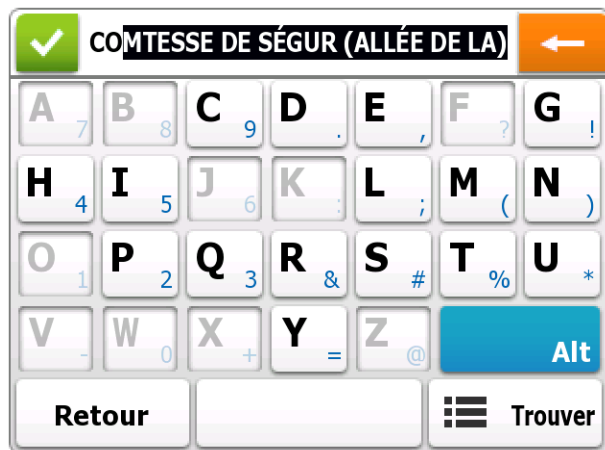 COMTESSE DE SÉGUR (ALLÉE DE LA)
A 7 B 8 C 9 D . E , F ? G !
H 4 I 5 J 6 K : L ; M ( N )
O 1 P 2 Q 3 R & S # T % U *
V - W 0 X + Y = Z @ Alt
Retour Trouver